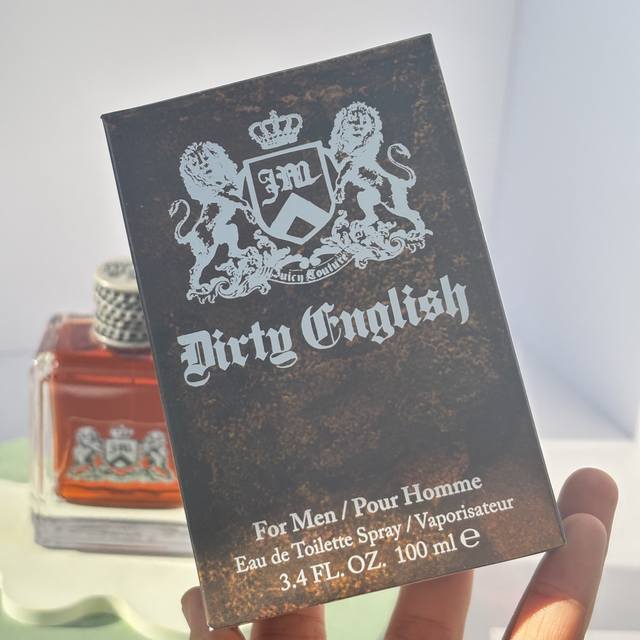 JM
Juicy Couture
Dirty English
For Men / Pour Homme
Eau de Toilette Spray / Vaporisateur
3.4 FL. OZ. 100 ml e